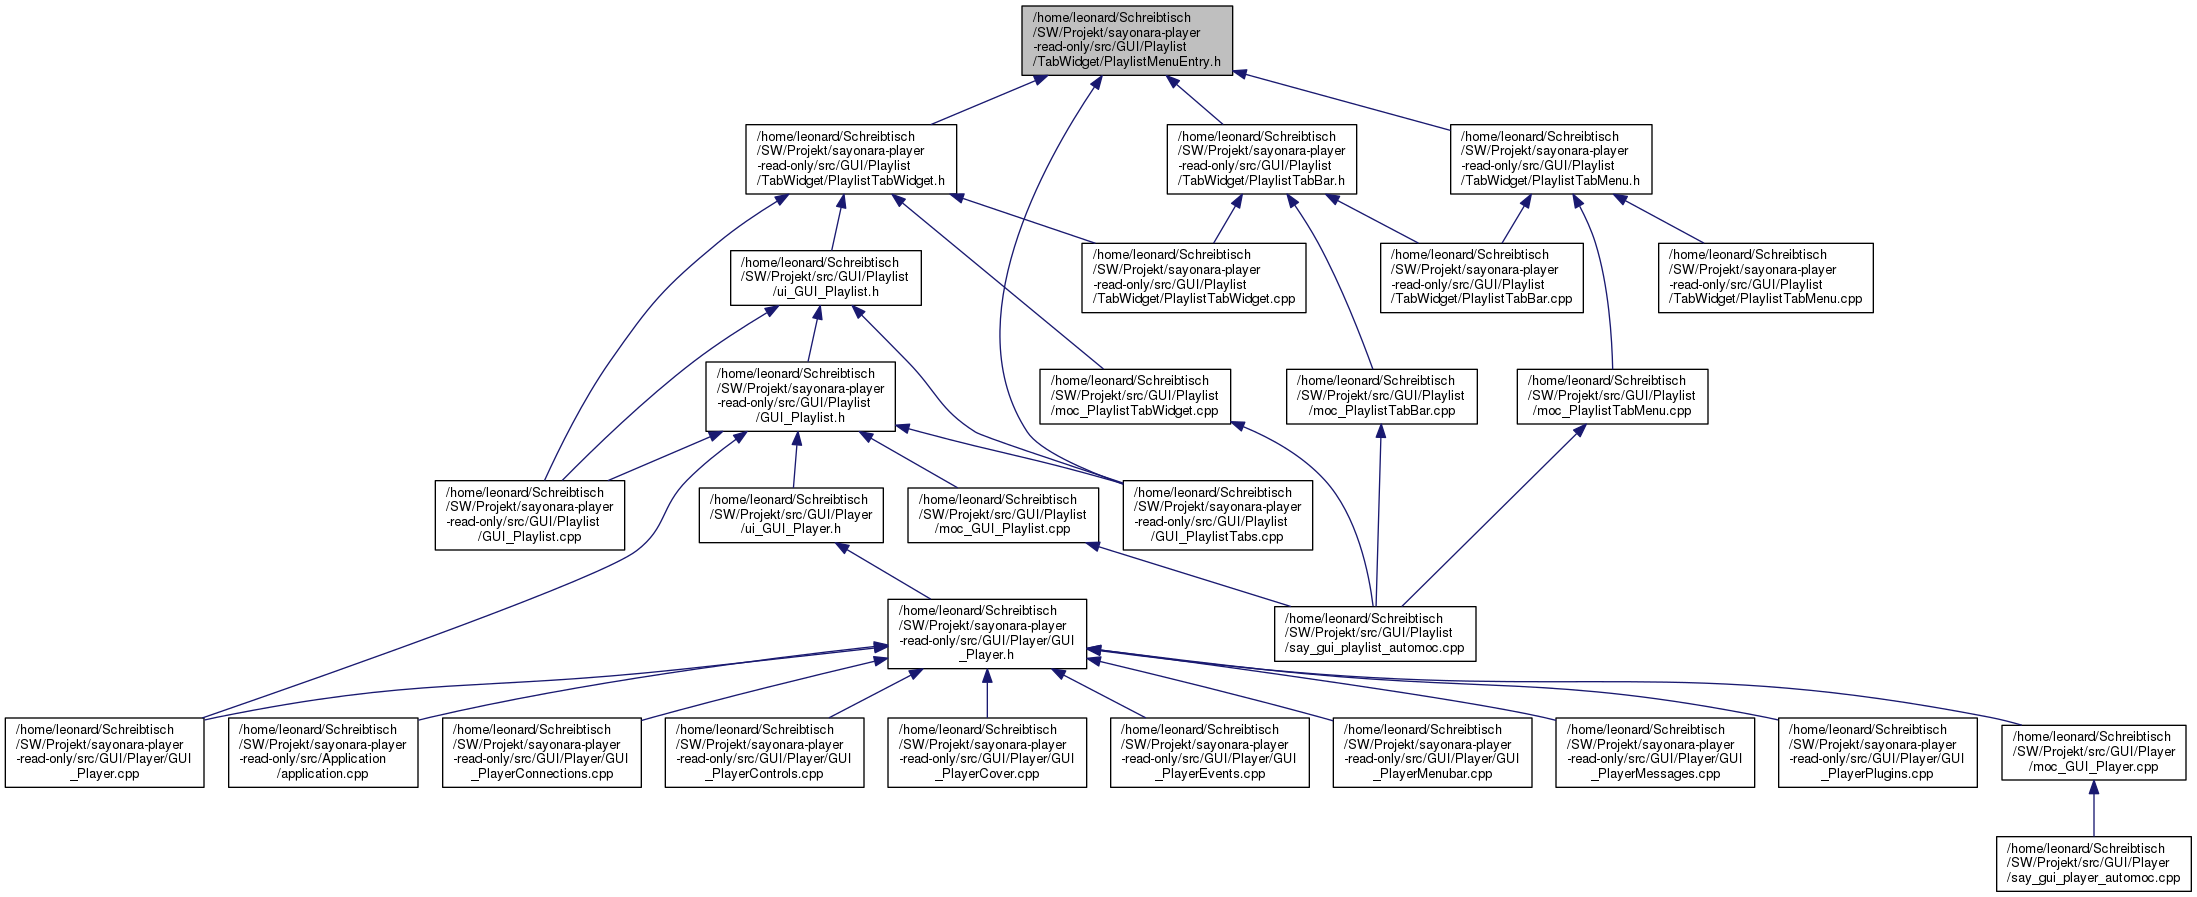 /home/leonard/Schreibtisch
/SW/Projekt/sayonara-player
-read-only/src/GUI/Playlist
/TabWidget/PlaylistMenuEntry.h
/home/leonard/Schreibtisch
/SW/Projekt/sayonara-player
-read-only/src/GUI/Playlist
/TabWidget/PlaylistTabWidget.h
/home/leonard/Schreibtisch
/SW/Projekt/sayonara-player
-read-only/src/GUI/Playlist
/TabWidget/PlaylistTabBar.h
/home/leonard/Schreibtisch
/SW/Projekt/sayonara-player
-read-only/src/GUI/Playlist
/TabWidget/PlaylistTabMenu.h
/home/leonard/Schreibtisch
/SW/Projekt/src/GUI/Playlist
/ui_GUI_Playlist.h
/home/leonard/Schreibtisch
/SW/Projekt/sayonara-player
-read-only/src/GUI/Playlist
/TabWidget/PlaylistTabWidget.cpp
/home/leonard/Schreibtisch
/SW/Projekt/sayonara-player
-read-only/src/GUI/Playlist
/TabWidget/PlaylistTabBar.cpp
/home/leonard/Schreibtisch
/SW/Projekt/sayonara-player
-read-only/src/GUI/Playlist
/TabWidget/PlaylistTabMenu.cpp
/home/leonard/Schreibtisch
/SW/Projekt/sayonara-player
-read-only/src/GUI/Playlist
/GUI_Playlist.h
/home/leonard/Schreibtisch
/SW/Projekt/src/GUI/Playlist
/moc_PlaylistTabWidget.cpp
/home/leonard/Schreibtisch
/SW/Projekt/src/GUI/Playlist
/moc_PlaylistTabBar.cpp
/home/leonard/Schreibtisch
/SW/Projekt/src/GUI/Playlist
/moc_PlaylistTabMenu.cpp
/home/leonard/Schreibtisch
/SW/Projekt/sayonara-player
-read-only/src/GUI/Playlist
/GUI_Playlist.cpp
/home/leonard/Schreibtisch
/SW/Projekt/src/GUI/Player
/ui_GUI_Player.h
/home/leonard/Schreibtisch
/SW/Projekt/src/GUI/Playlist
/moc_GUI_Playlist.cpp
/home/leonard/Schreibtisch
/SW/Projekt/sayonara-player
-read-only/src/GUI/Playlist
/GUI_PlaylistTabs.cpp
/home/leonard/Schreibtisch
/SW/Projekt/sayonara-player
-read-only/src/GUI/Player/GUI
_Player.h
/home/leonard/Schreibtisch
/SW/Projekt/src/GUI/Playlist
/say_gui_playlist_automoc.cpp
/home/leonard/Schreibtisch
/SW/Projekt/sayonara-player
-read-only/src/GUI/Player/GUI
_Player.cpp
/home/leonard/Schreibtisch
/SW/Projekt/sayonara-player
-read-only/src/Application
/application.cpp
/home/leonard/Schreibtisch
/SW/Projekt/sayonara-player
-read-only/src/GUI/Player/GUI
_PlayerConnections.cpp
/home/leonard/Schreibtisch
/SW/Projekt/sayonara-player
-read-only/src/GUI/Player/GUI
_PlayerControls.cpp
/home/leonard/Schreibtisch
/SW/Projekt/sayonara-player
-read-only/src/GUI/Player/GUI
_PlayerCover.cpp
/home/leonard/Schreibtisch
/SW/Projekt/sayonara-player
-read-only/src/GUI/Player/GUI
_PlayerEvents.cpp
/home/leonard/Schreibtisch
/SW/Projekt/sayonara-player
-read-only/src/GUI/Player/GUI
_PlayerMenubar.cpp
/home/leonard/Schreibtisch
/SW/Projekt/sayonara-player
-read-only/src/GUI/Player/GUI
_PlayerMessages.cpp
/home/leonard/Schreibtisch
/SW/Projekt/sayonara-player
-read-only/src/GUI/Player/GUI
_PlayerPlugins.cpp
/home/leonard/Schreibtisch
/SW/Projekt/src/GUI/Player
/moc_GUI_Player.cpp
/home/leonard/Schreibtisch
/SW/Projekt/src/GUI/Player
/say_gui_player_automoc.cpp